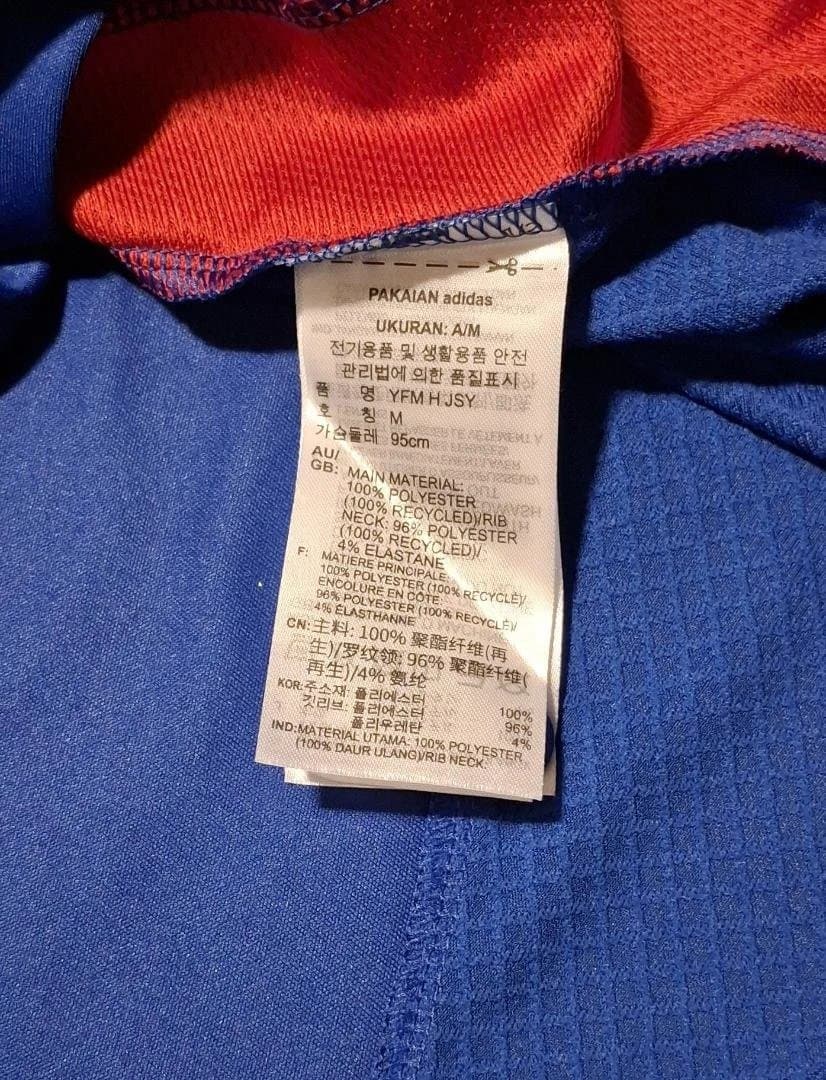 PAKAIAN adidas
UKURAN: A/M
전기용품 및 생활용품 안전
관리법에 의한 품질표시
품 명 YFM H JSY
호 칭 M
가슴둘레 95cm
AU/
GB: MAIN MATERIAL:
100% POLYESTER
(100% RECYCLED)/RIB
NECK: 96% POLYESTER
(100% RECYCLED)/
4% ELASTANE
F: MATIERE PRINCIPALE:
100% POLYESTER (100% RECYCLÉ)/
ENCOLURE EN CÔTE:
96% POLYESTER (100% RECYCLÉ)/
4% ÉLASTHANNE
CN: 主料: 100% 聚酯纤维(再
生)/罗纹领: 96% 聚酯纤维(
再生)/4% 氨纶
KOR: 주소재: 폴리에스터 100%
깃리브: 폴리에스터 96%
폴리우레탄 4%
IND: MATERIAL UTAMA: 100% POLYESTER
(100% DAUR ULANG)/RIB NECK: